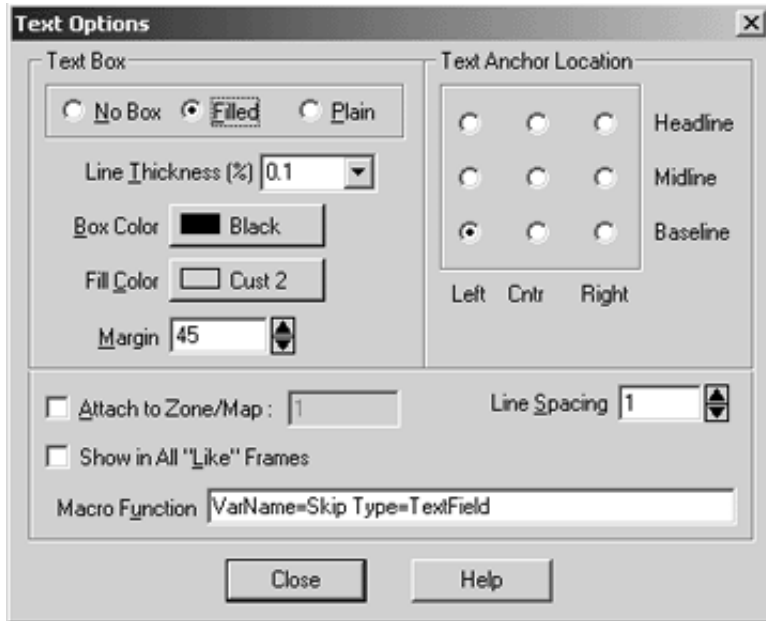 Text Options
Text Box
No Box Filled Plain
Line Thickness (%) 0.1
Box Color Black
Fill Color Cust 2
Margin 45
Text Anchor Location
Headline
Midline
Baseline
Left Cntr Right
Attach to Zone/Map : 1
Line Spacing 1
Show in All "Like" Frames
Macro Function VarName=Skip Type=TextField
Close Help